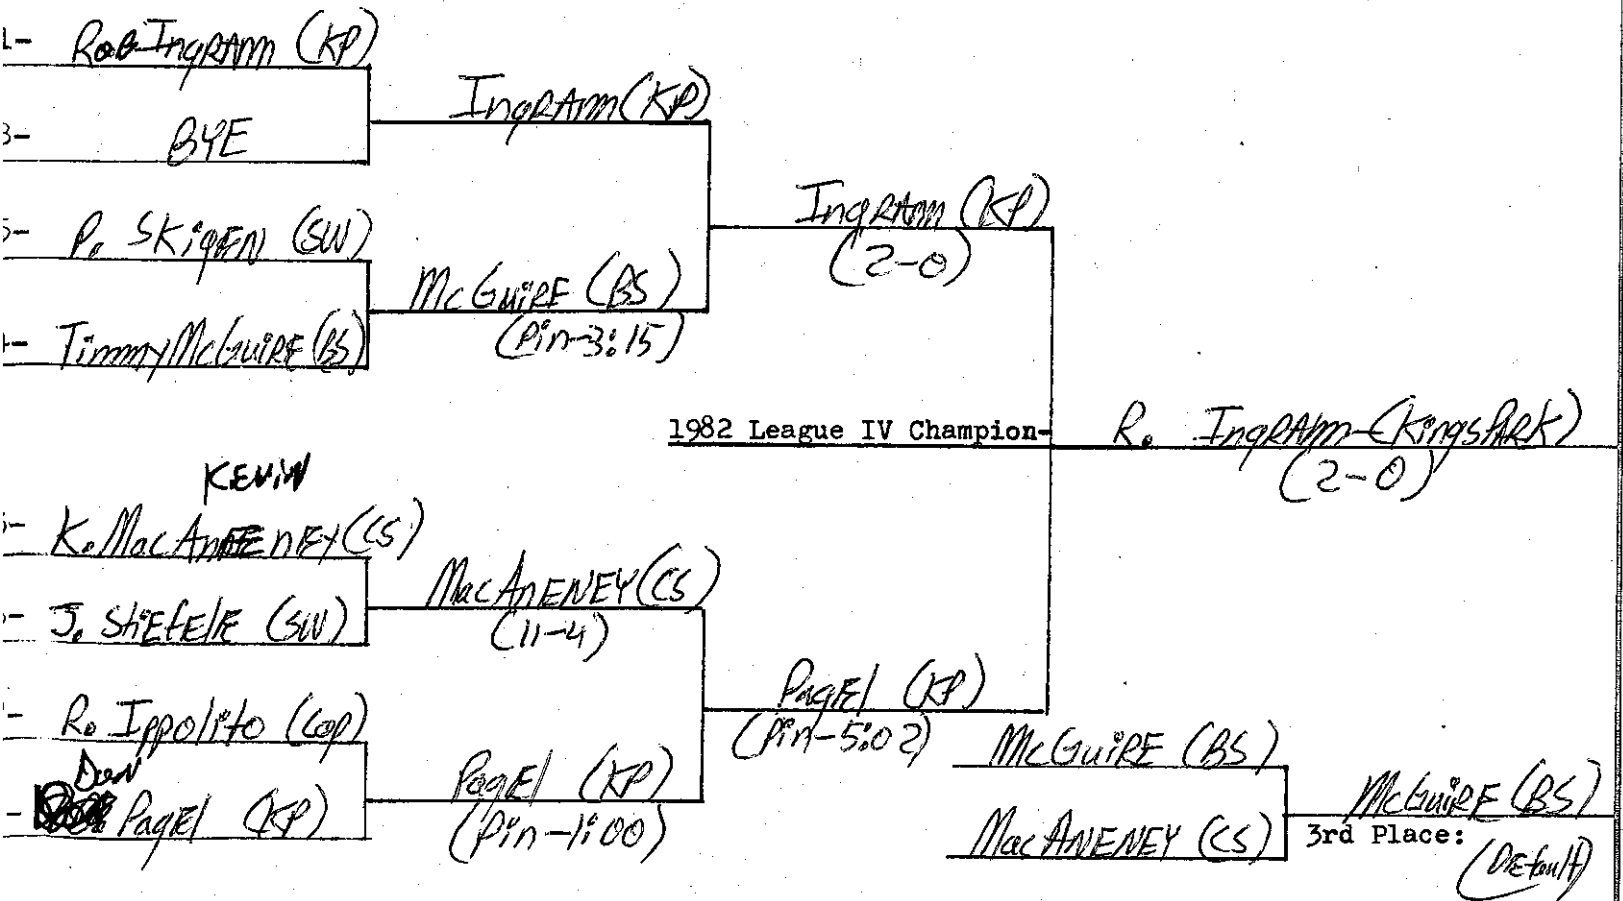 1- Rob Ingram (KP)
Ingram (KP)
3- BYE
Ingram (KP)
(2-0)
5- P. Skigen (SW)
McGuire (BS)
(Pin-3:15)
Timmy McGuire (BS)
1982 League IV Champion-
R. Ingram-(Kings Park)
(2-0)
Kevin
K. MacAneney (CS)
MacAneney (CS)
(11-4)
J. Stiefele (SW)
Pagel (KP)
(Pin-5:02)
R. Ippolito (Cop)
McGuire (BS)
Pagel (KP)
(Pin-1:00)
Pagel (KP)
McGuire (BS)
3rd Place:
(Default)
MacAneney (CS)